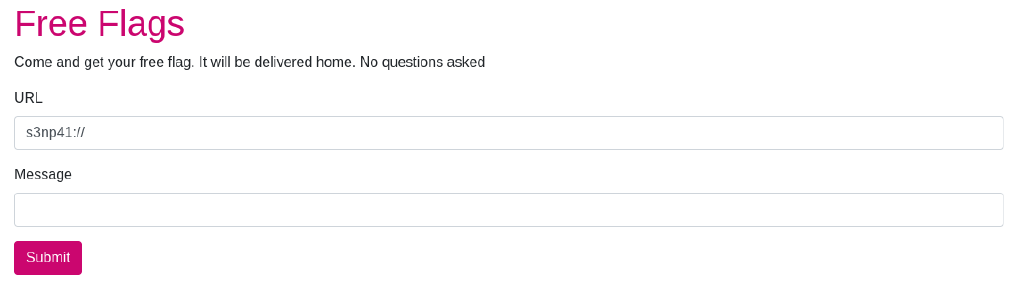 Free Flags
Come and get your free flag. It will be delivered home. No questions asked
URL
s3np41://
Message
Submit